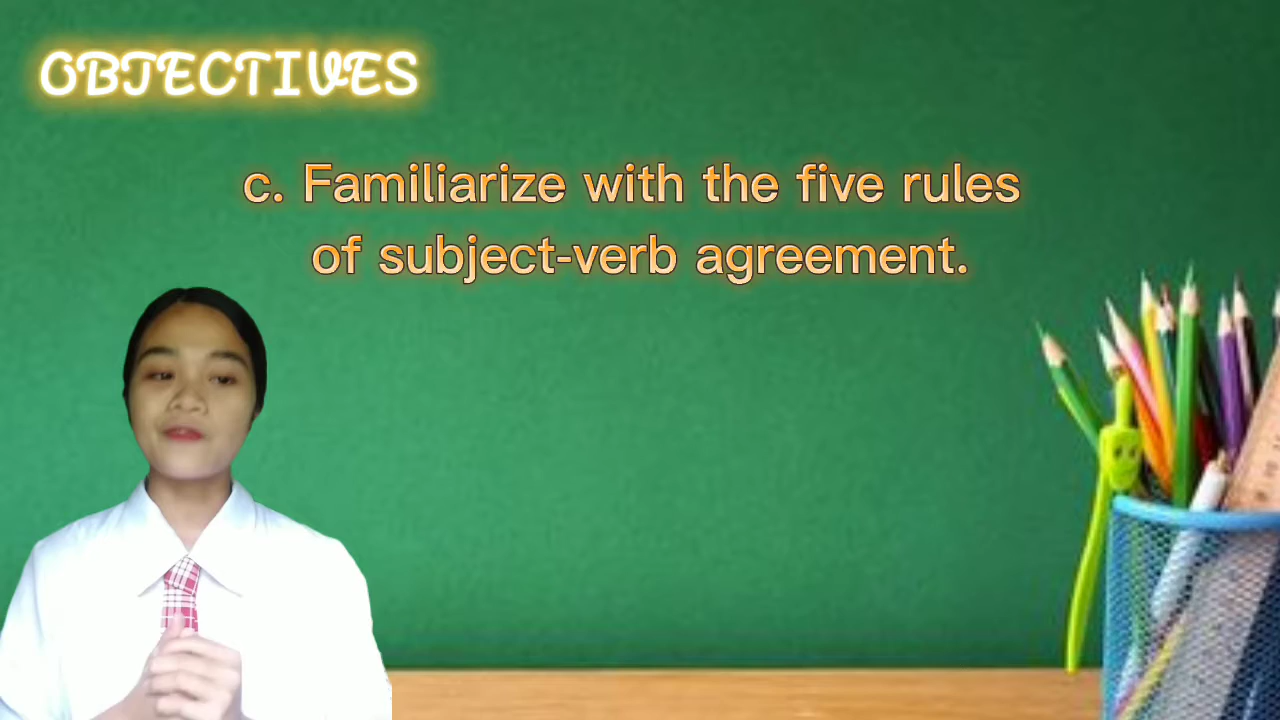 OBJECTIVES
c. Familiarize with the five rules
of subject-verb agreement.